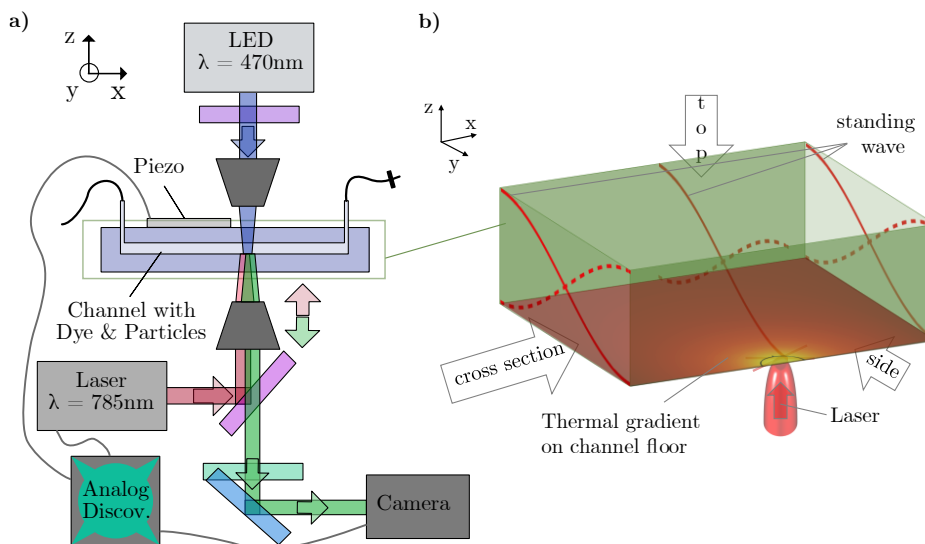 a)
z
y
x
LED
λ = 470nm
Piezo
Channel with
Dye & Particles
Laser
λ = 785nm
Analog
Discov.
Camera
b)
z
x
y
top
standing
wave
cross section
side
Thermal gradient
on channel floor
Laser